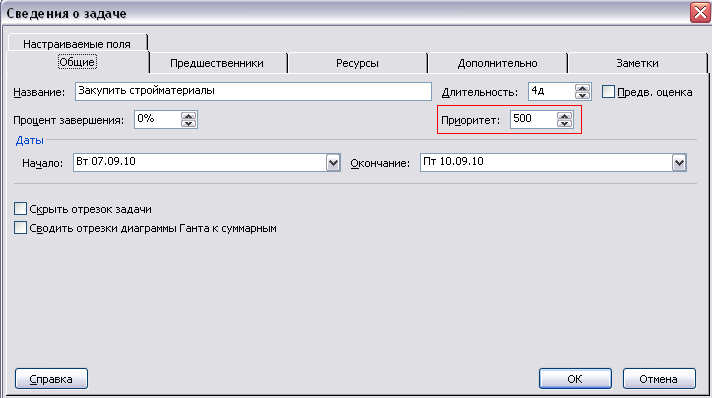 Сведения о задаче
Настраиваемые поля
Общие Предшественники Ресурсы Дополнительно Заметки
Название: Закупить стройматериалы Длительность: 4д Предв. оценка
Процент завершения: 0% Приоритет: 500
Даты
Начало: Вт 07.09.10 Окончание: Пт 10.09.10
Скрыть отрезок задачи
Сводить отрезки диаграммы Ганта к суммарным
Справка ОК Отмена